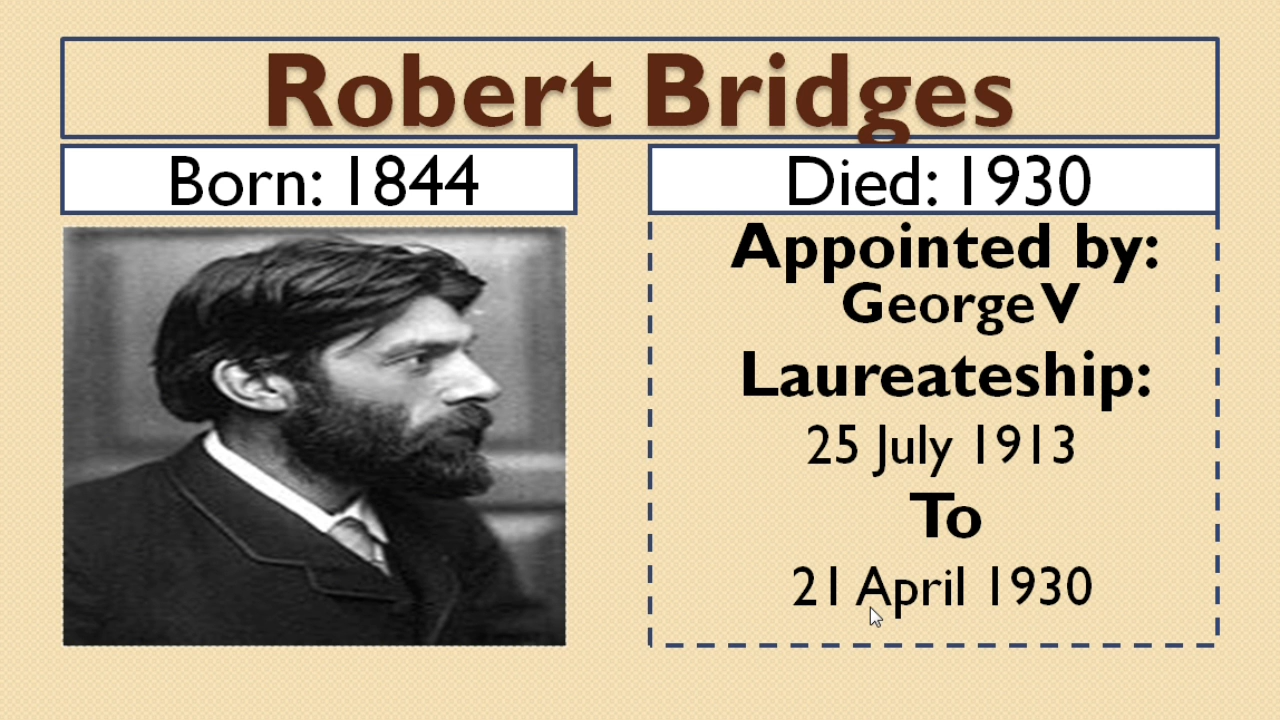 Robert Bridges
Born: 1844
Died: 1930
Appointed by:
George V
Laureateship:
25 July 1913
To
21 April 1930